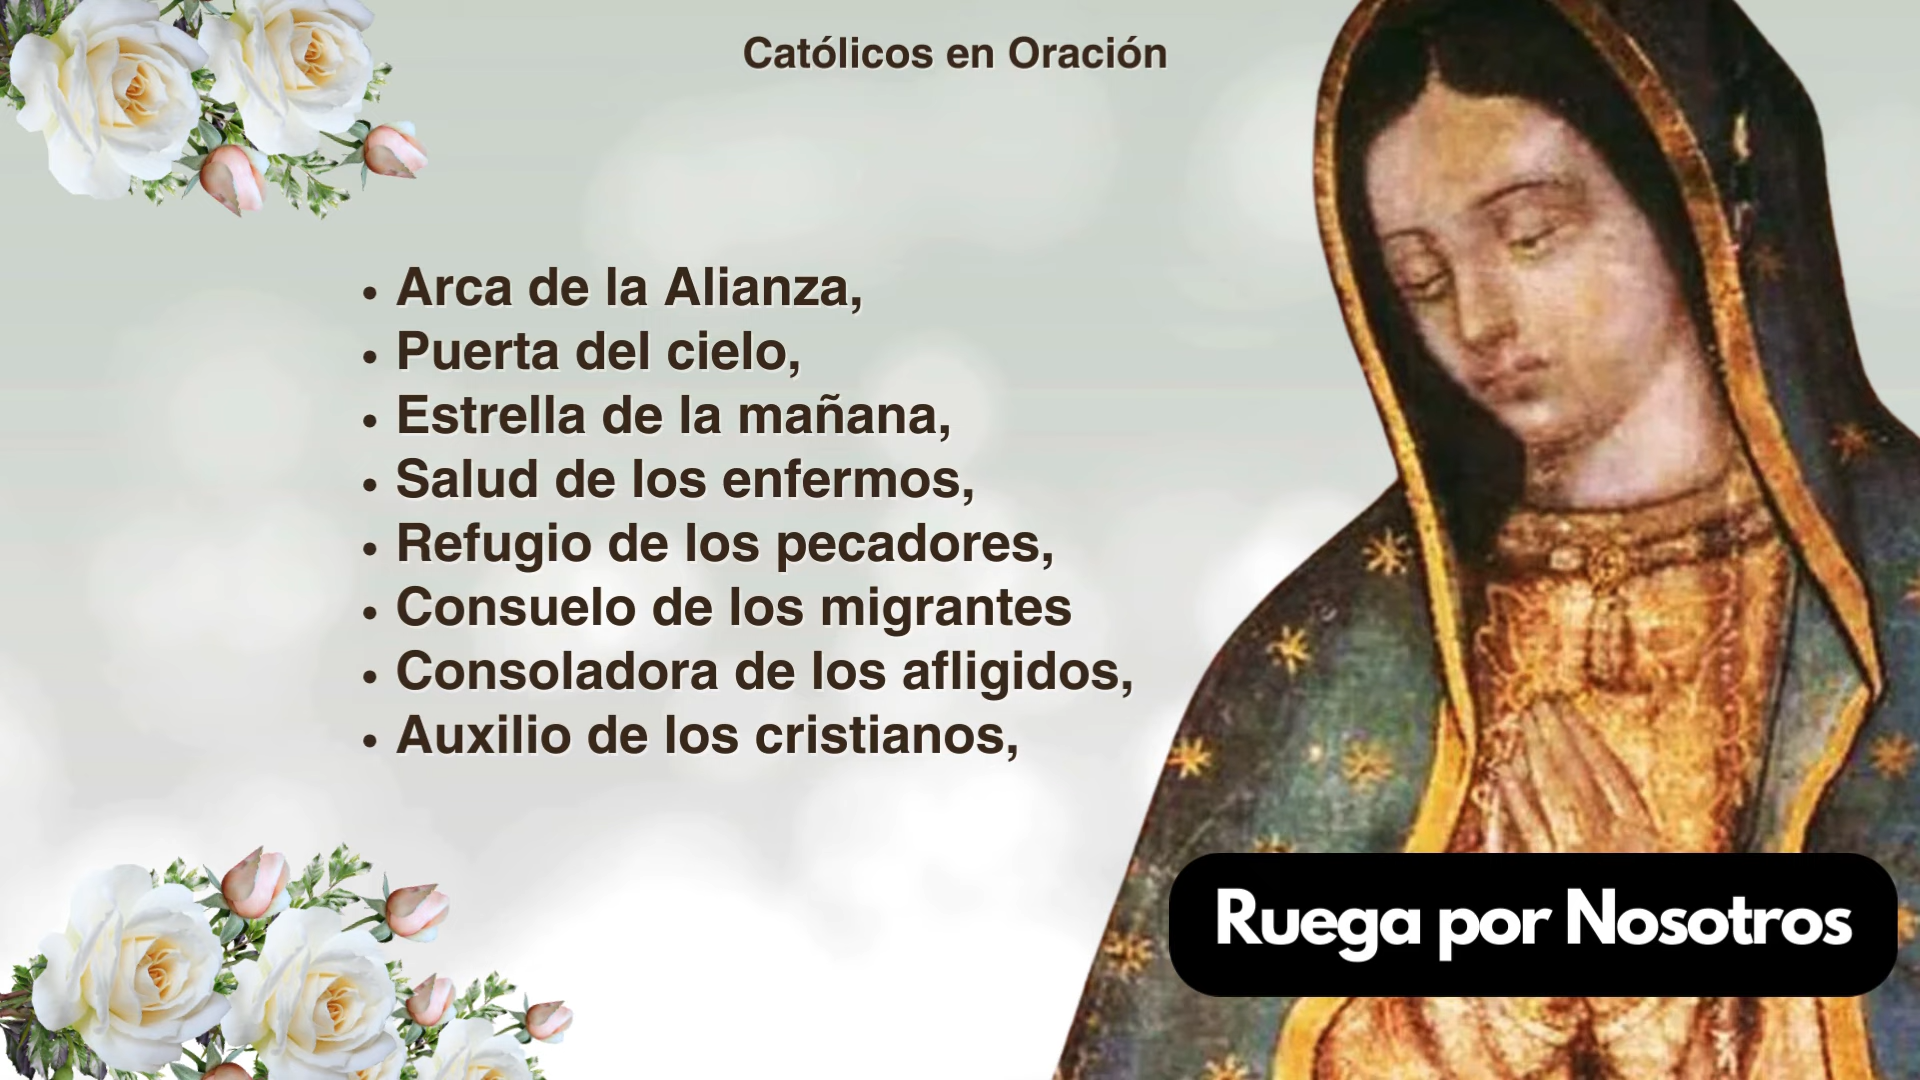 Católicos en Oración
• Arca de la Alianza,
• Puerta del cielo,
• Estrella de la mañana,
• Salud de los enfermos,
• Refugio de los pecadores,
• Consuelo de los migrantes
• Consoladora de los afligidos,
• Auxilio de los cristianos,
Ruega por Nosotros